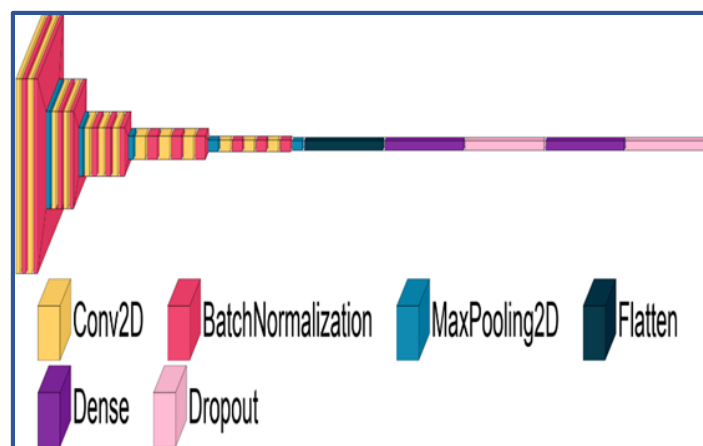 Conv2D BatchNormalization MaxPooling2D Flatten
Dense Dropout